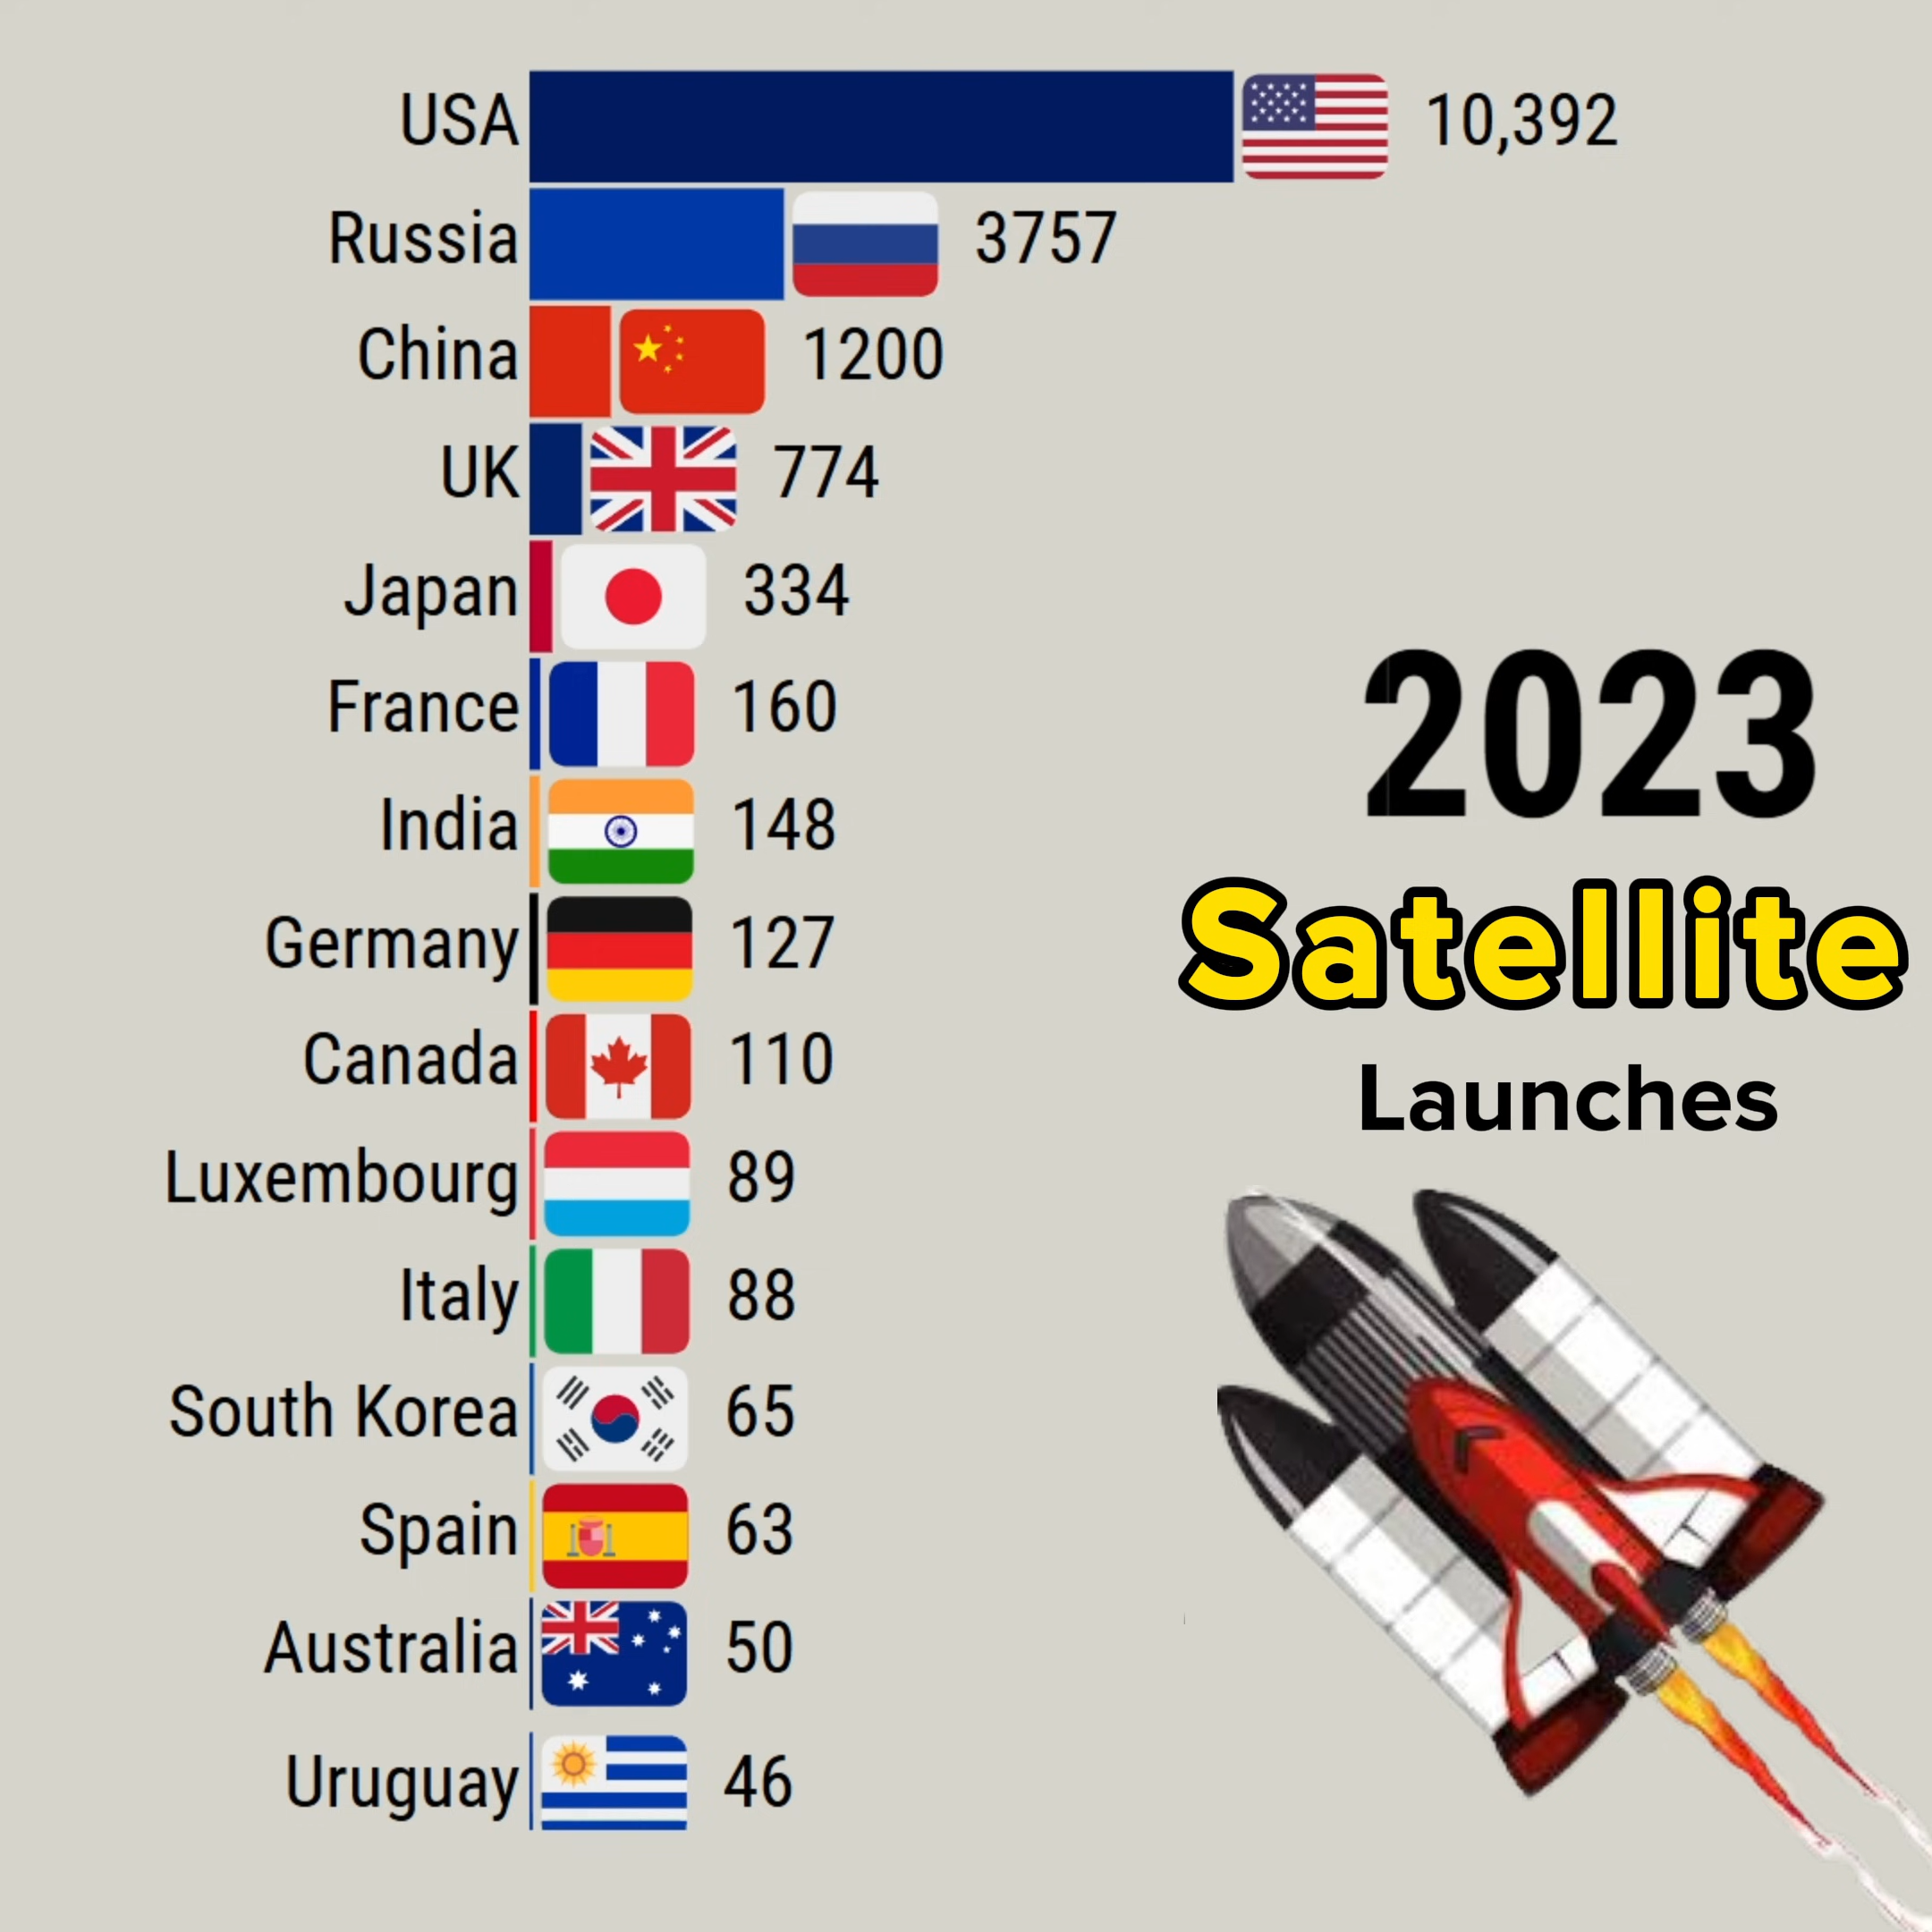 USA 10,392
Russia 3757
China 1200
UK 774
Japan 334
France 160
India 148
Germany 127
Canada 110
Luxembourg 89
Italy 88
South Korea 65
Spain 63
Australia 50
Uruguay 46
2023
Satellite
Launches